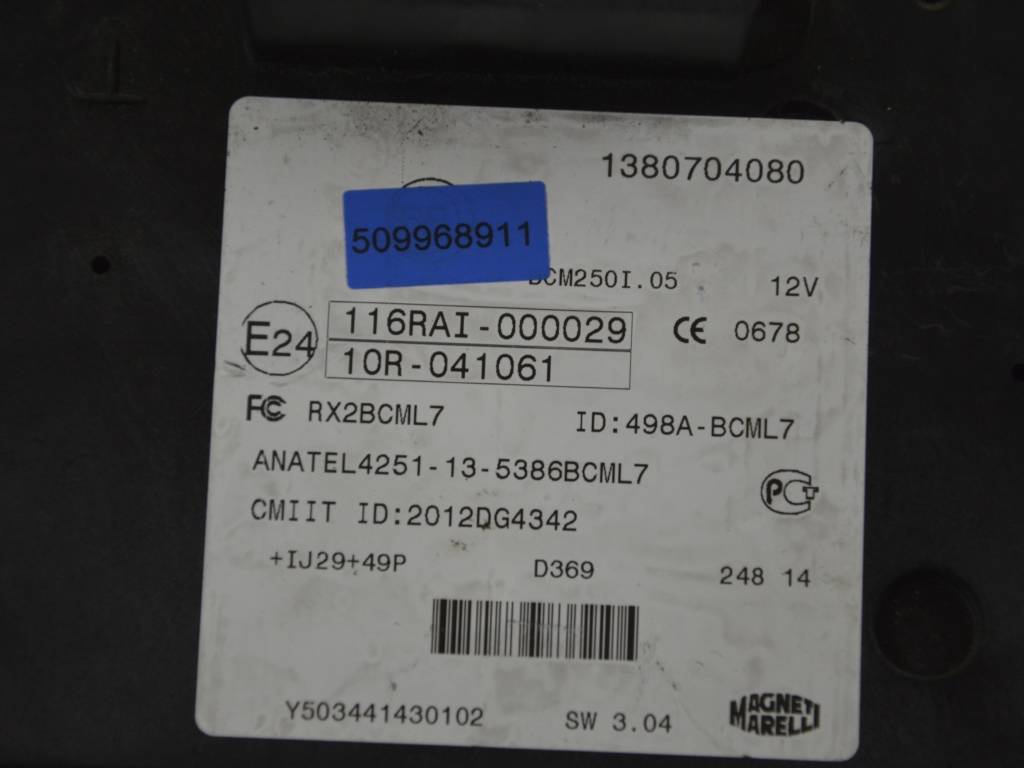 1380704080
509968911
BCM250I.05 12V
E24 116RAI-000029 CE 0678
10R-041061
FC RX2BCML7 ID:498A-BCML7
ANATEL4251-13-5386BCML7
PCT
CMIIT ID:2012DG4342
+IJ29+49P D369 248 14
Y503441430102 SW 3.04
MAGNETI
MARELLI